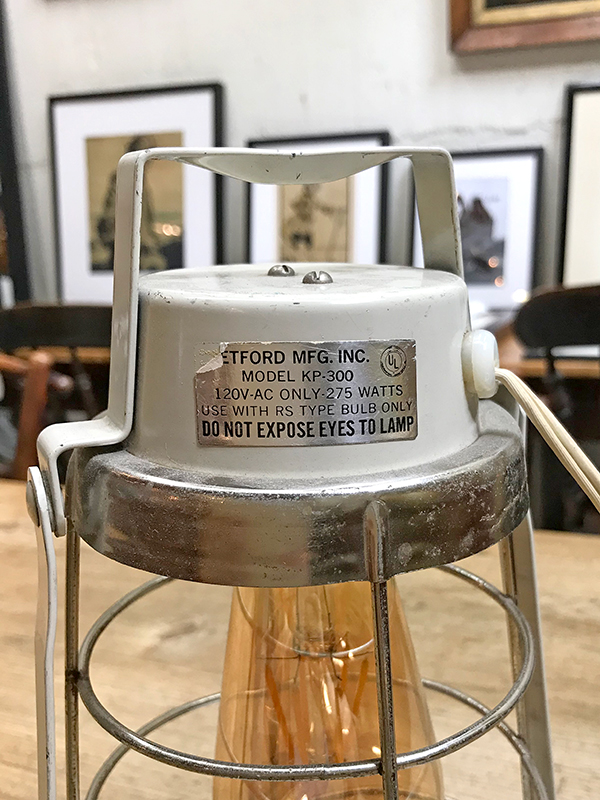 ETFORD MFG. INC. UL
MODEL KP-300
120V-AC ONLY-275 WATTS
USE WITH RS TYPE BULB ONLY
DO NOT EXPOSE EYES TO LAMP